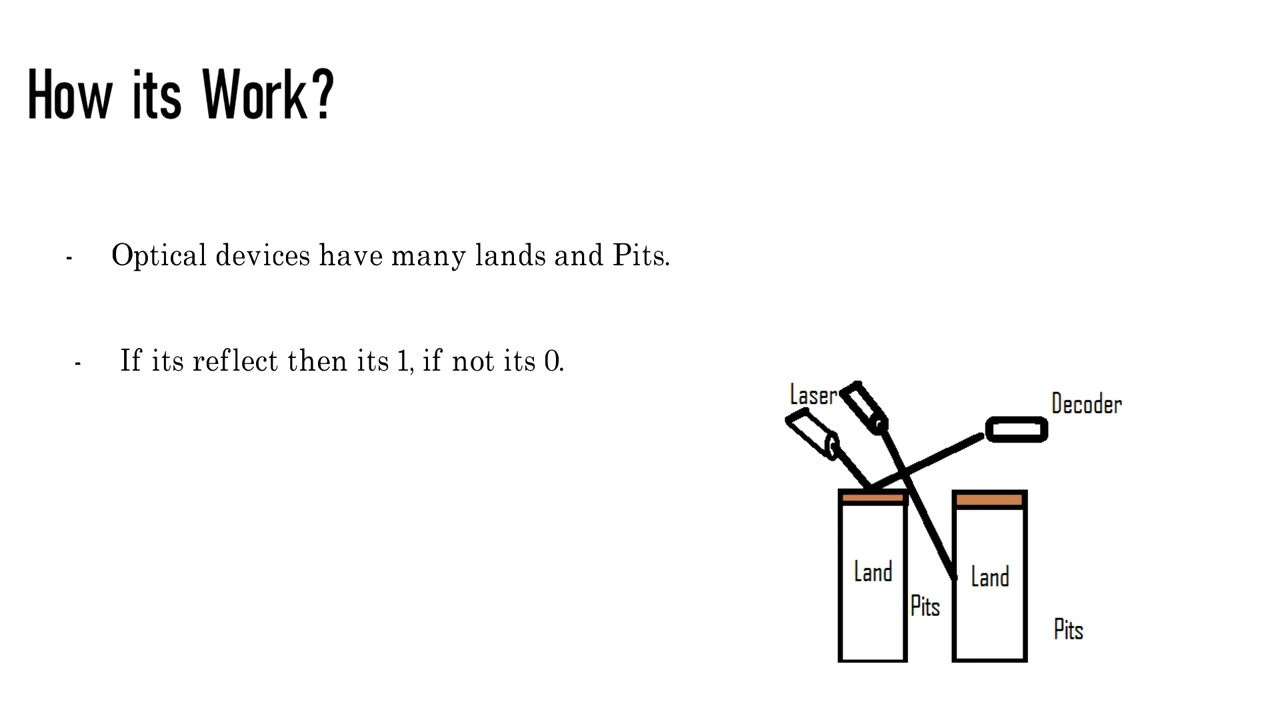 How its Work?
- Optical devices have many lands and Pits.
- If its reflect then its 1, if not its 0.
Laser
Decoder
Land
Land
Pits
Pits